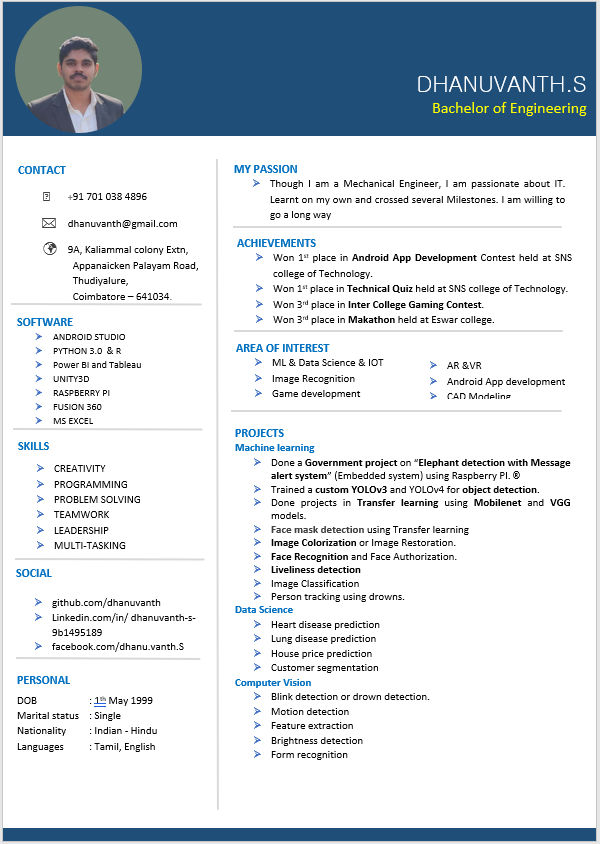 DHANUVANTH.S
Bachelor of Engineering
CONTACT
+91 701 038 4896
dhanuvanth@gmail.com
9A, Kaliammal colony Extn,
Appanaicken Palayam Road,
Thudiyalure,
Coimbatore – 641034.
SOFTWARE
ANDROID STUDIO
PYTHON 3.0 & R
Power BI and Tableau
UNITY3D
RASPBERRY PI
FUSION 360
MS EXCEL
SKILLS
CREATIVITY
PROGRAMMING
PROBLEM SOLVING
TEAMWORK
LEADERSHIP
MULTI-TASKING
SOCIAL
github.com/dhanuvanth
Linkedin.com/in/ dhanuvanth-s-
9b1495189
facebook.com/dhanu.vanth.S
PERSONAL
DOB : 1th May 1999
Marital status : Single
Nationality : Indian - Hindu
Languages : Tamil, English
MY PASSION
Though I am a Mechanical Engineer, I am passionate about IT.
Learnt on my own and crossed several Milestones. I am willing to
go a long way
ACHIEVEMENTS
Won 1st place in Android App Development Contest held at SNS
college of Technology.
Won 1st place in Technical Quiz held at SNS college of Technology.
Won 3rd place in Inter College Gaming Contest.
Won 3rd place in Makathon held at Eswar college.
AREA OF INTEREST
ML & Data Science & IOT
Image Recognition
Game development
AR &VR
Android App development
CAD Modeling
PROJECTS
Machine learning
Done a Government project on “Elephant detection with Message
alert system” (Embedded system) using Raspberry PI. ®
Trained a custom YOLOv3 and YOLOv4 for object detection.
Done projects in Transfer learning using Mobilenet and VGG
models.
Face mask detection using Transfer learning
Image Colorization or Image Restoration.
Face Recognition and Face Authorization.
Liveliness detection
Image Classification
Person tracking using drowns.
Data Science
Heart disease prediction
Lung disease prediction
House price prediction
Customer segmentation
Computer Vision
Blink detection or drown detection.
Motion detection
Feature extraction
Brightness detection
Form recognition